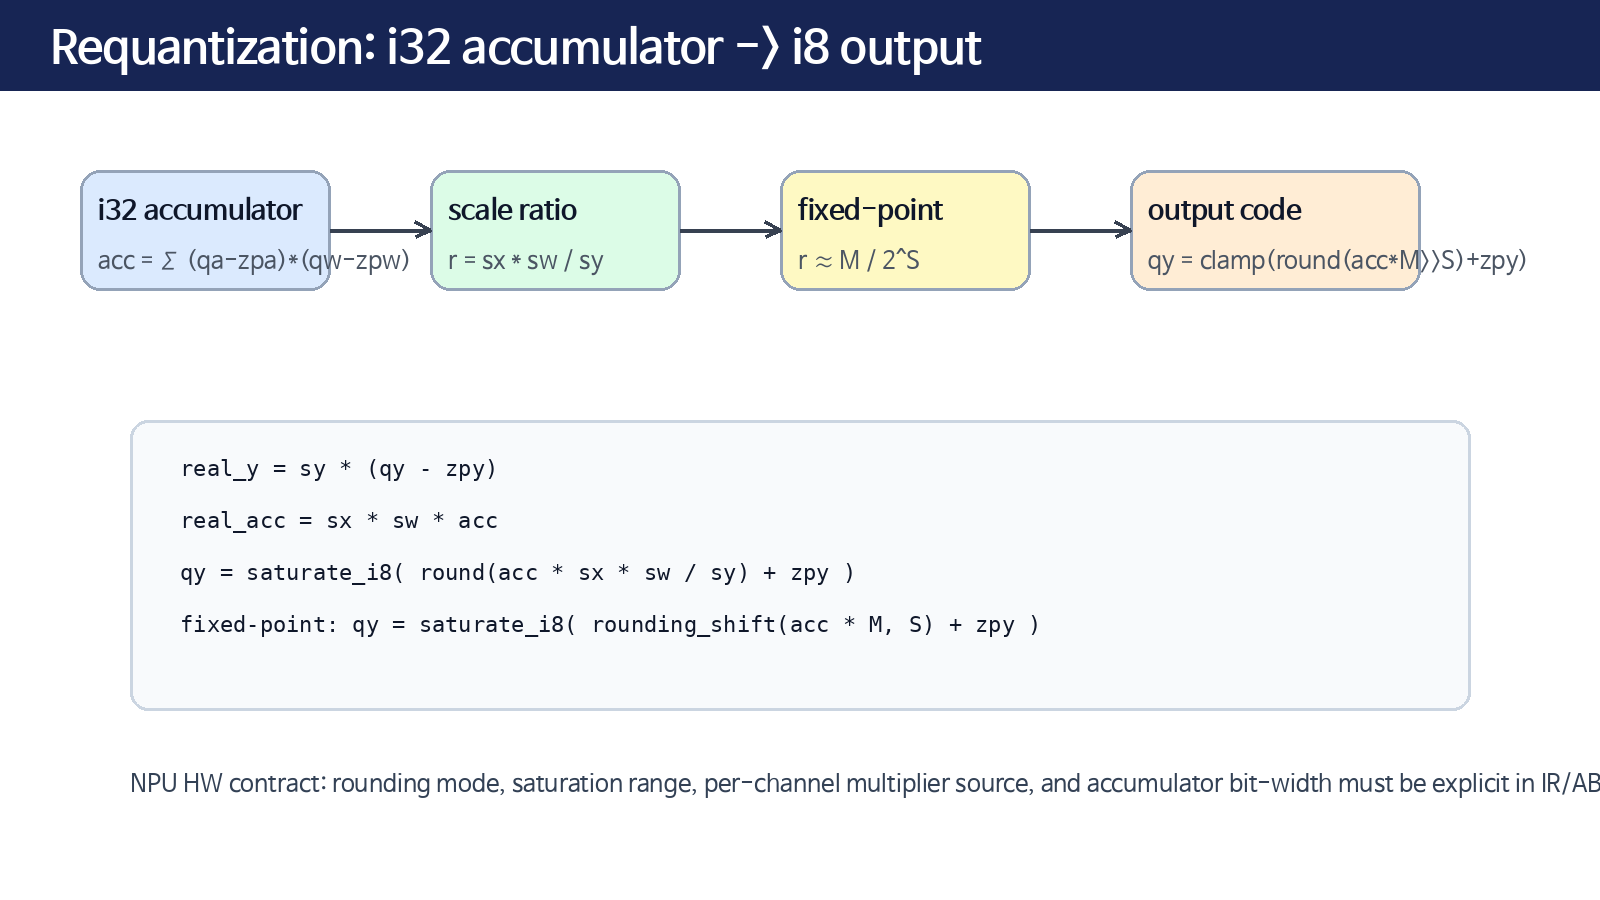 Requantization: i32 accumulator -> i8 output
i32 accumulator
acc = Σ (qa-zpa)*(qw-zpw)
scale ratio
r = sx * sw / sy
fixed-point
r ≈ M / 2^S
output code
qy = clamp(round(acc*M>>S)+zpy)
real_y = sy * (qy - zpy)
real_acc = sx * sw * acc
qy = saturate_i8( round(acc * sx * sw / sy) + zpy )
fixed-point: qy = saturate_i8( rounding_shift(acc * M, S) + zpy )
NPU HW contract: rounding mode, saturation range, per-channel multiplier source, and accumulator bit-width must be explicit in IR/AB